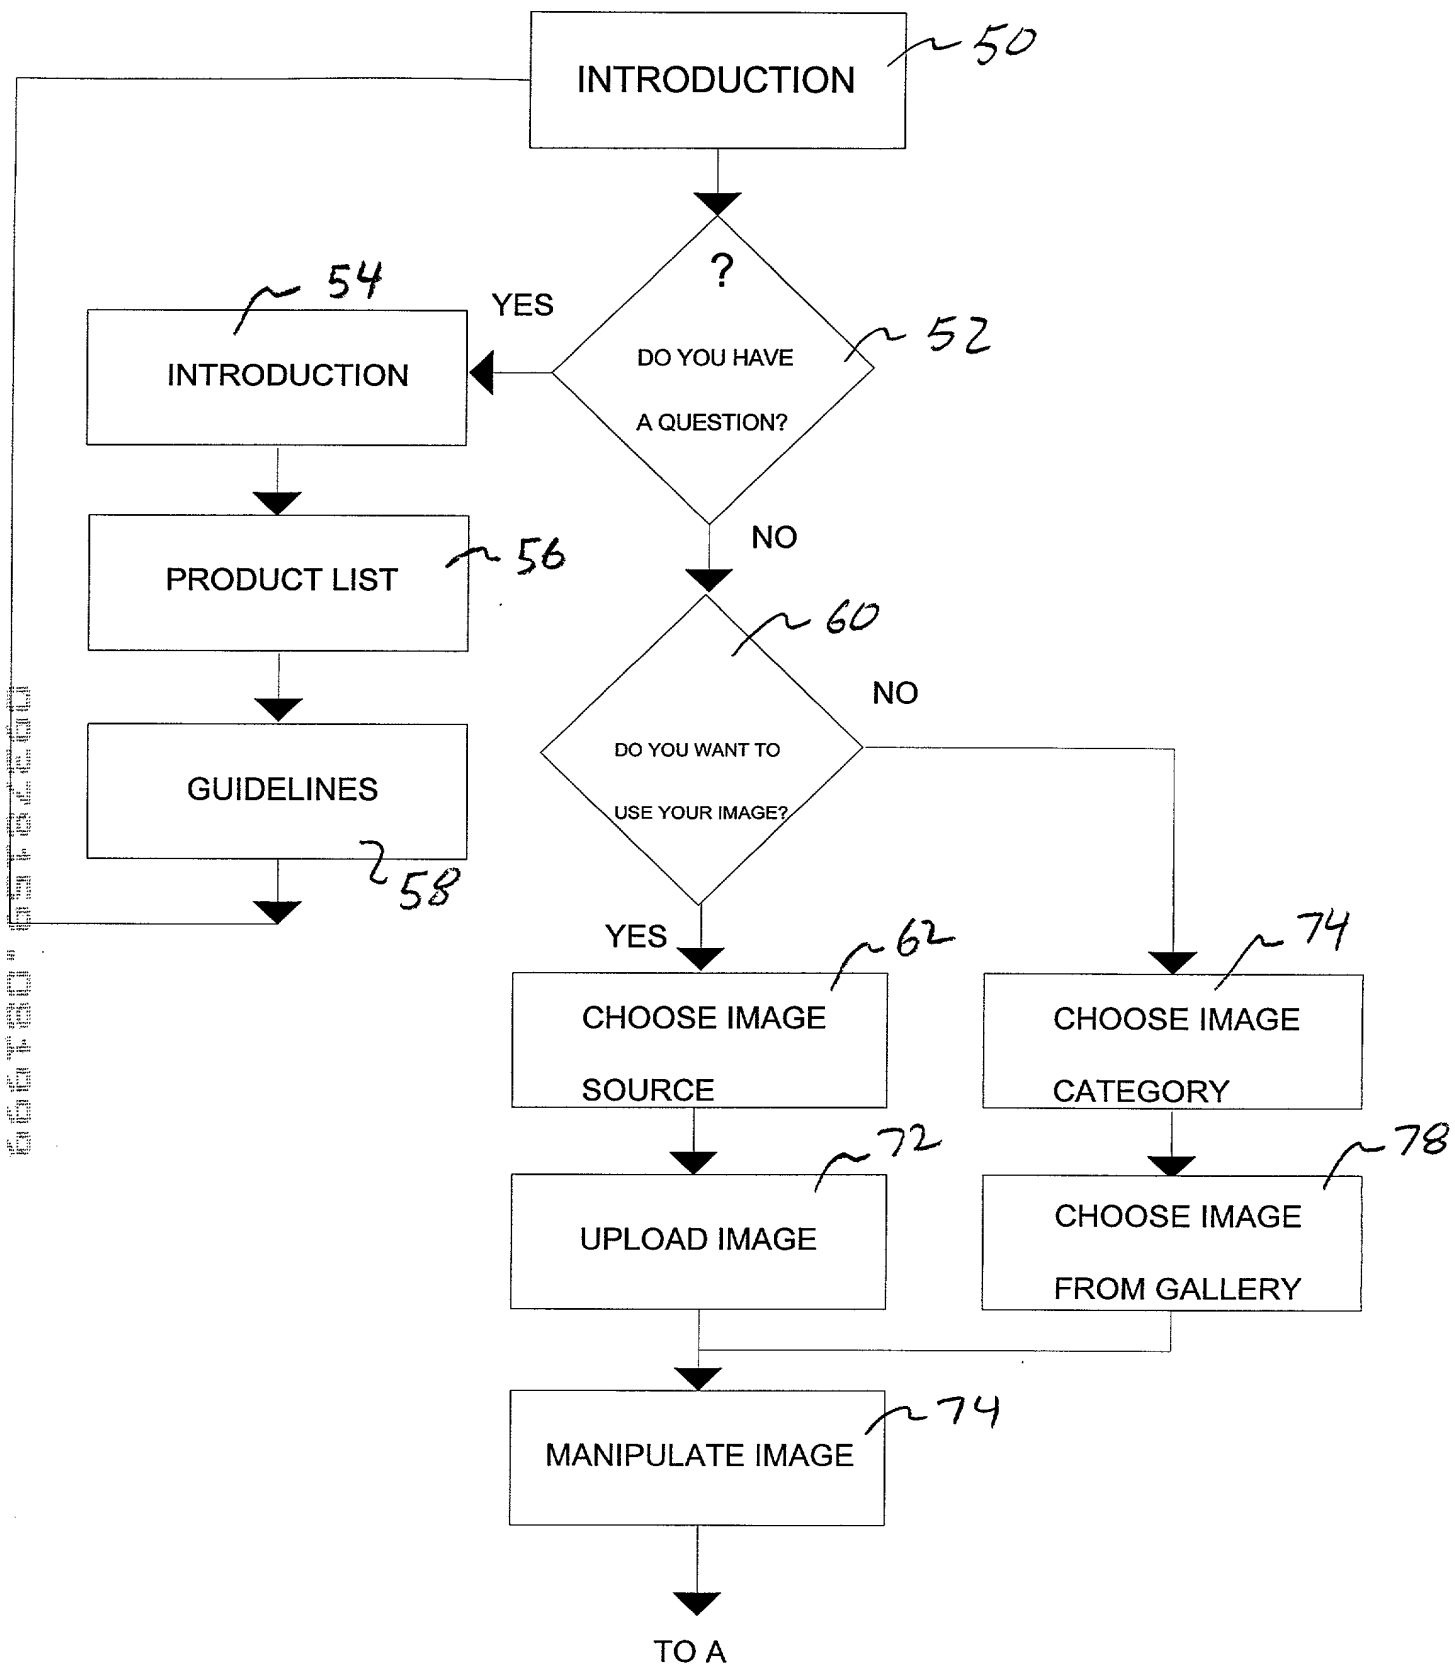 INTRODUCTION
50
?
DO YOU HAVE
A QUESTION?
52
YES
54
INTRODUCTION
NO
PRODUCT LIST
56
60
DO YOU WANT TO
USE YOUR IMAGE?
NO
GUIDELINES
58
YES
62
CHOOSE IMAGE
SOURCE
74
CHOOSE IMAGE
CATEGORY
72
UPLOAD IMAGE
78
CHOOSE IMAGE
FROM GALLERY
74
MANIPULATE IMAGE
TO A